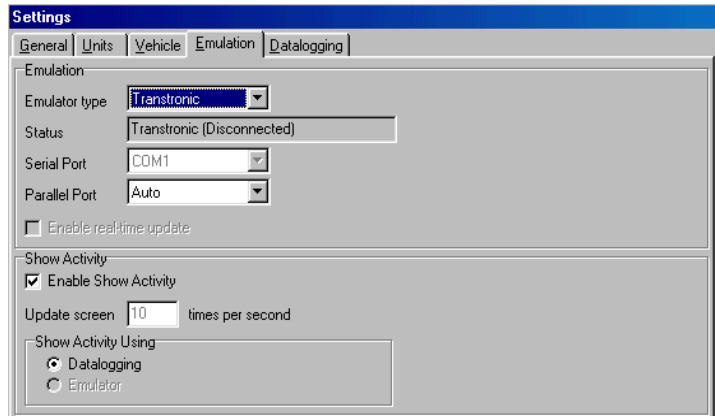 Settings
General Units Vehicle Emulation Datalogging
Emulation
Emulator type Transtronic
Status Transtronic (Disconnected)
Serial Port COM1
Parallel Port Auto
Enable real-time update
Show Activity
Enable Show Activity
Update screen 10 times per second
Show Activity Using
Datalogging
Emulator